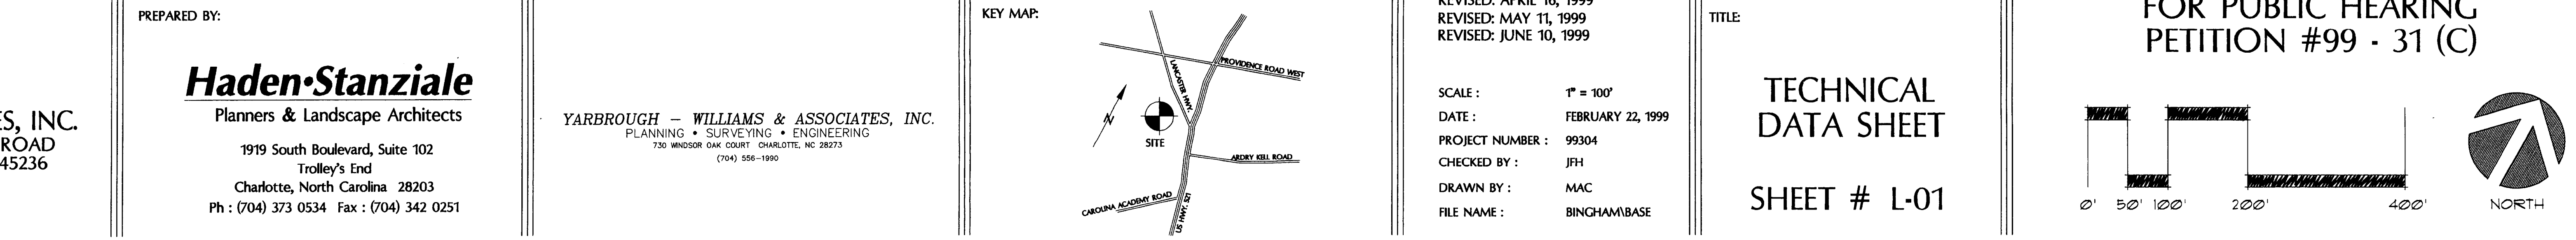 S, INC.
ROAD
45236
PREPARED BY:
Haden•Stanziale
Planners & Landscape Architects
1919 South Boulevard, Suite 102
Trolley's End
Charlotte, North Carolina 28203
Ph : (704) 373 0534 Fax : (704) 342 0251
YARBROUGH – WILLIAMS & ASSOCIATES, INC.
PLANNING • SURVEYING • ENGINEERING
730 WINDSOR OAK COURT CHARLOTTE, NC 28273
(704) 556-1990
KEY MAP:
LANCASTER HWY.
PROVIDENCE ROAD WEST
N
SITE
ARDRY KELL ROAD
CAROLINA ACADEMY ROAD
US HWY. 521
REVISED: APRIL 16, 1999
REVISED: MAY 11, 1999
REVISED: JUNE 10, 1999
SCALE : 1" = 100'
DATE : FEBRUARY 22, 1999
PROJECT NUMBER : 99304
CHECKED BY : JFH
DRAWN BY : MAC
FILE NAME : BINGHAM\BASE
TITLE:
TECHNICAL
DATA SHEET
SHEET # L-01
FOR PUBLIC HEARING
PETITION #99 - 31 (C)
0' 50' 100' 200' 400'
NORTH